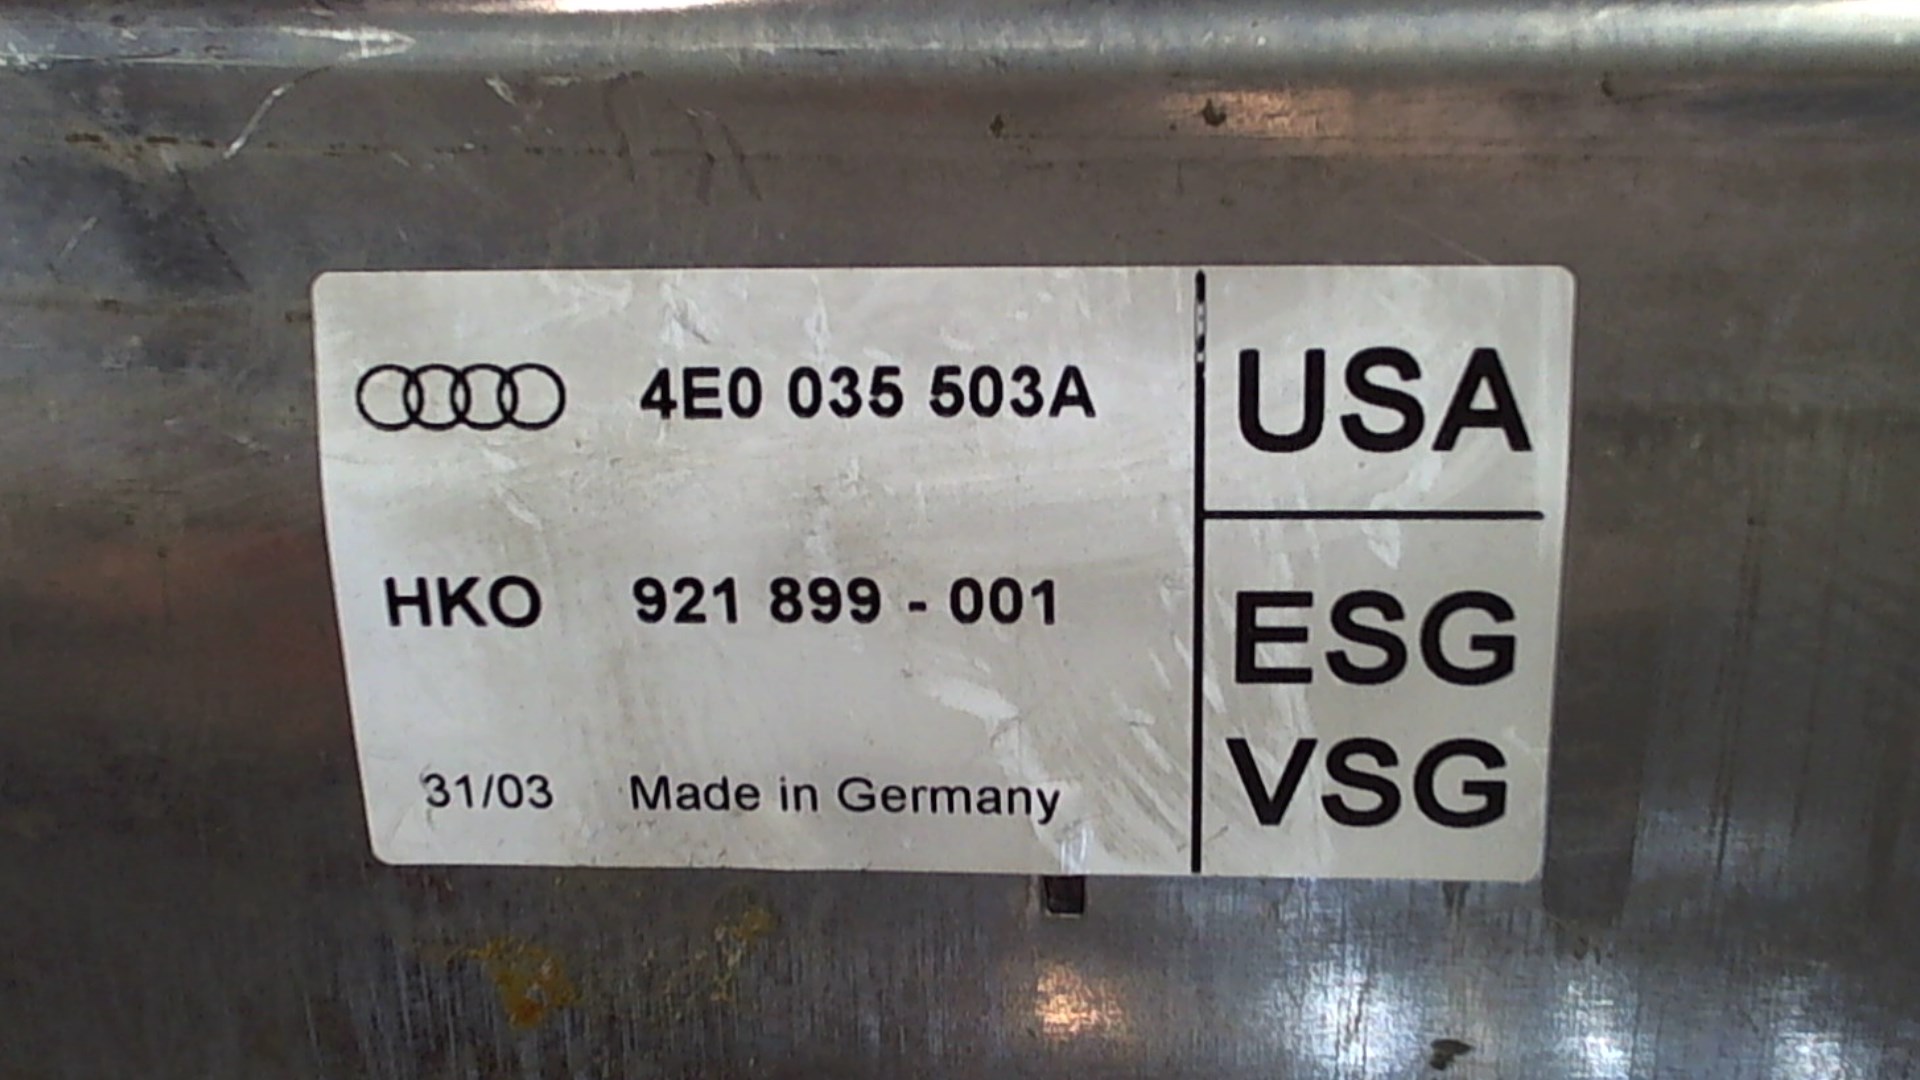 4E0 035 503A
HKO 921 899 - 001
31/03 Made in Germany
USA
ESG
VSG